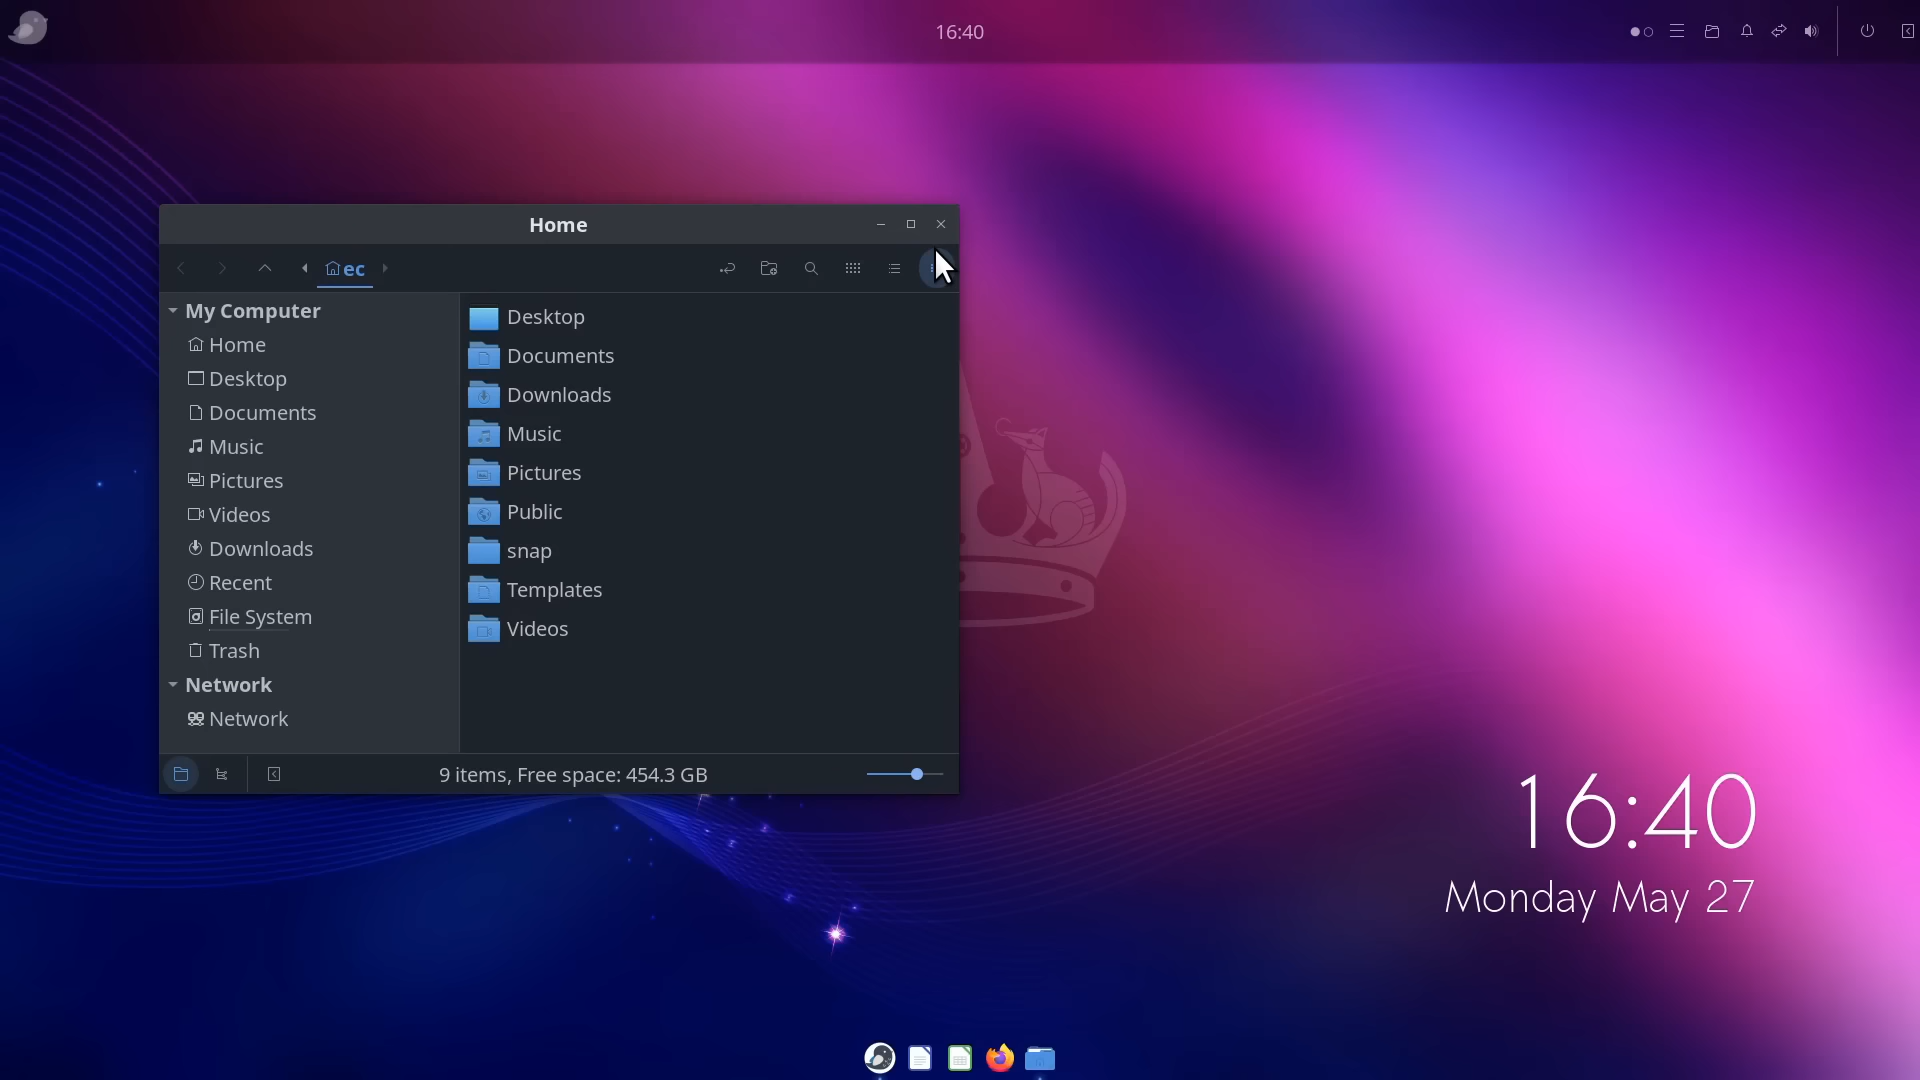 16:40
Home
ec
My Computer
Home
Desktop
Documents
Music
Pictures
Videos
Downloads
Recent
File System
Trash
Network
Network
Desktop
Documents
Downloads
Music
Pictures
Public
snap
Templates
Videos
9 items, Free space: 454.3 GB
16:40
Monday May 27